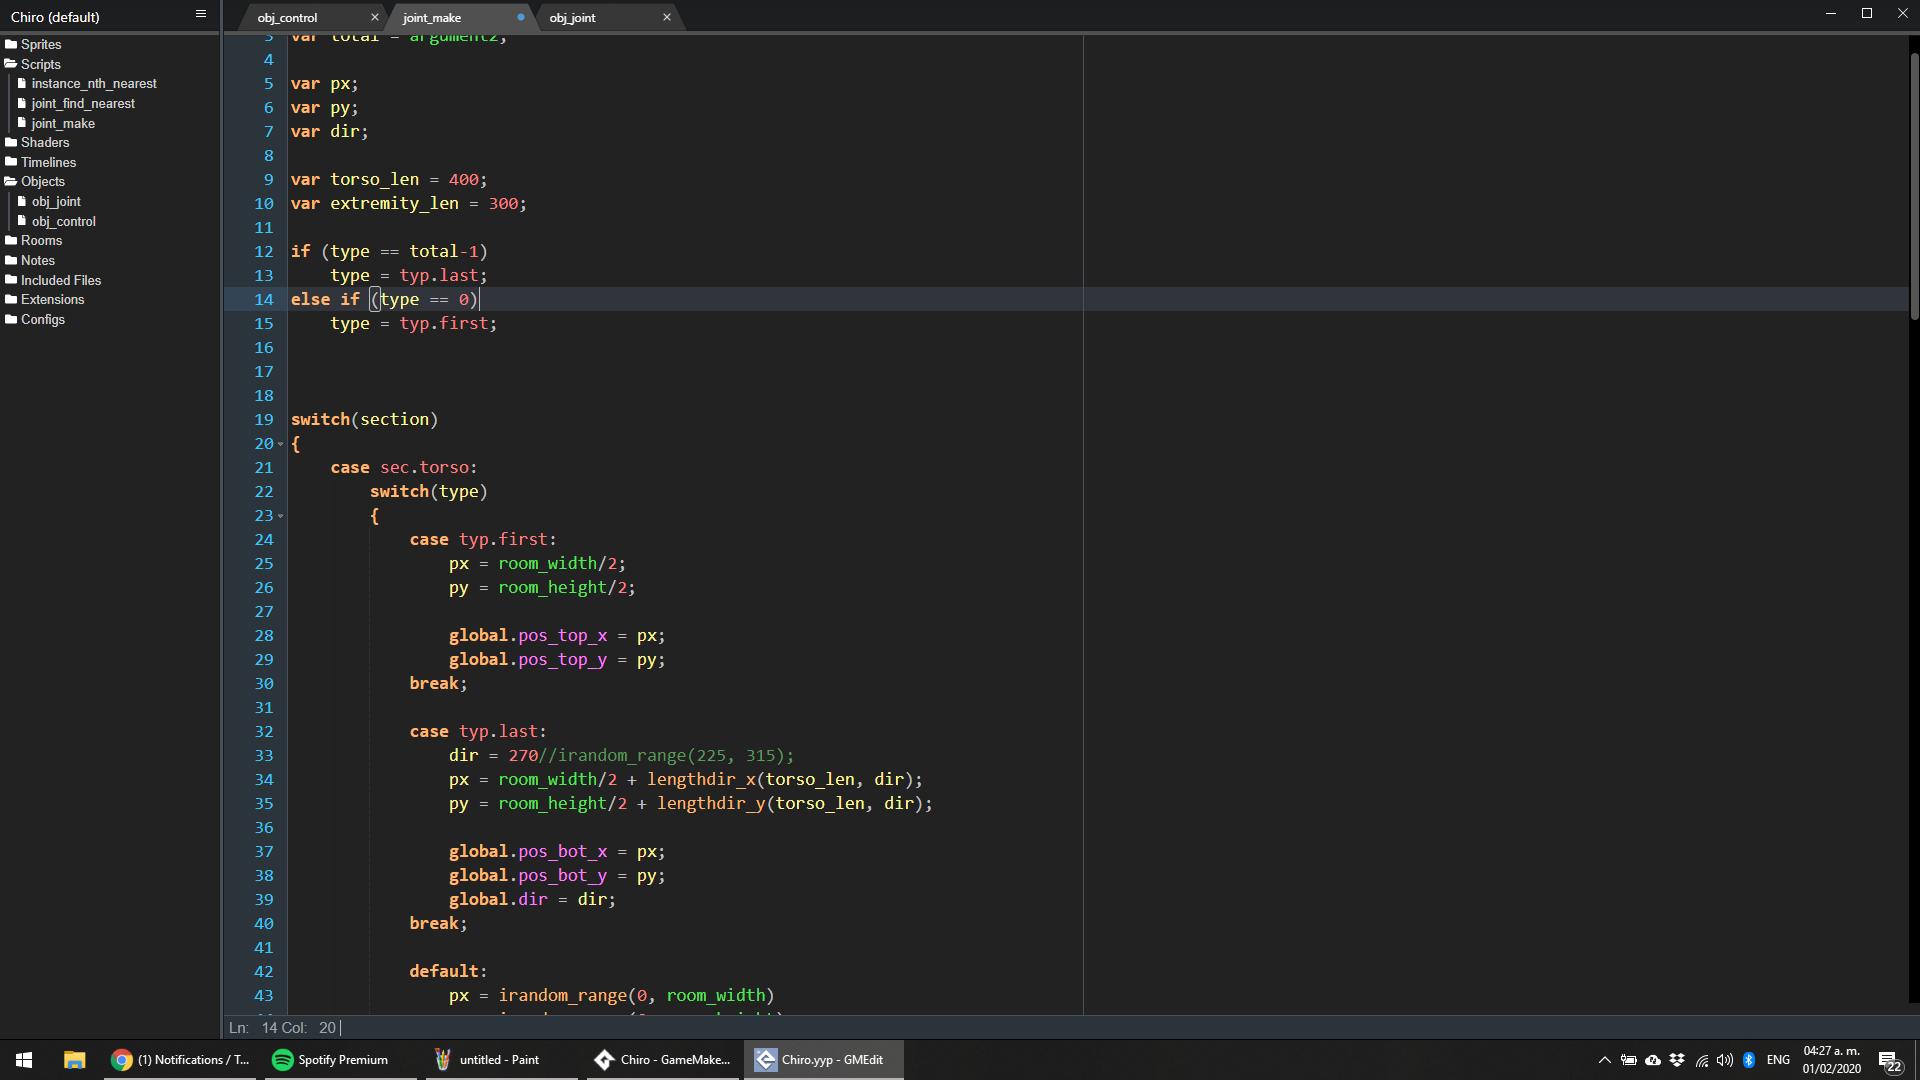 Chiro (default)
obj_control
joint_make
obj_joint
Sprites
Scripts
instance_nth_nearest
joint_find_nearest
joint_make
Shaders
Timelines
Objects
obj_joint
obj_control
Rooms
Notes
Included Files
Extensions
Configs
3 var total = argument2;
4
5 var px;
6 var py;
7 var dir;
8
9 var torso_len = 400;
10 var extremity_len = 300;
11
12 if (type == total-1)
13 type = typ.last;
14 else if (type == 0)
15 type = typ.first;
16
17
18
19 switch(section)
20 {
21 case sec.torso:
22 switch(type)
23 {
24 case typ.first:
25 px = room_width/2;
26 py = room_height/2;
27
28 global.pos_top_x = px;
29 global.pos_top_y = py;
30 break;
31
32 case typ.last:
33 dir = 270//irandom_range(225, 315);
34 px = room_width/2 + lengthdir_x(torso_len, dir);
35 py = room_height/2 + lengthdir_y(torso_len, dir);
36
37 global.pos_bot_x = px;
38 global.pos_bot_y = py;
39 global.dir = dir;
40 break;
41
42 default:
43 px = irandom_range(0, room_width)
Ln: 14 Col: 20
(1) Notifications / T...
Spotify Premium
untitled - Paint
Chiro - GameMake...
Chiro.yyp - GMEdit
ENG
04:27 a. m.
01/02/2020
22